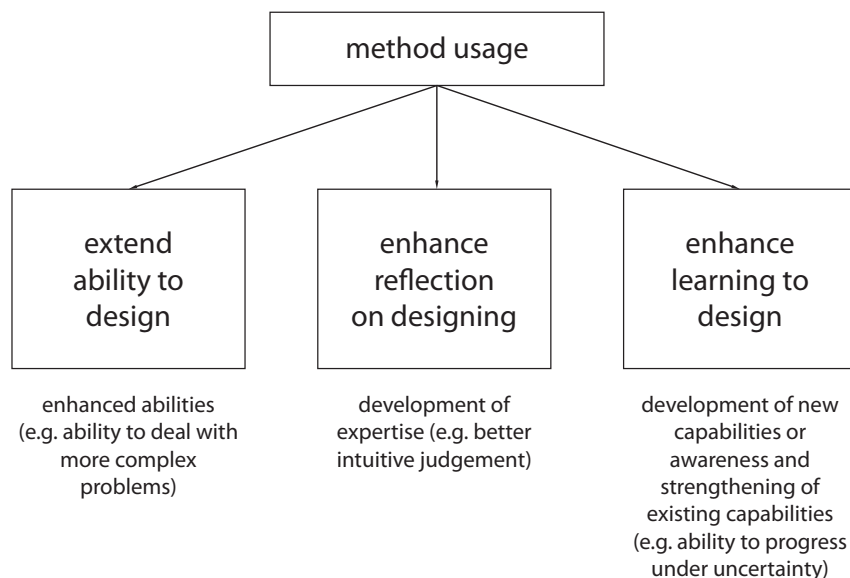 method usage
extend
ability to
design
enhance
reflection
on designing
enhance
learning to
design
enhanced abilities
(e.g. ability to deal with
more complex
problems)
development of
expertise (e.g. better
intuitive judgement)
development of new
capabilities or
awareness and
strengthening of
existing capabilities
(e.g. ability to progress
under uncertainty)